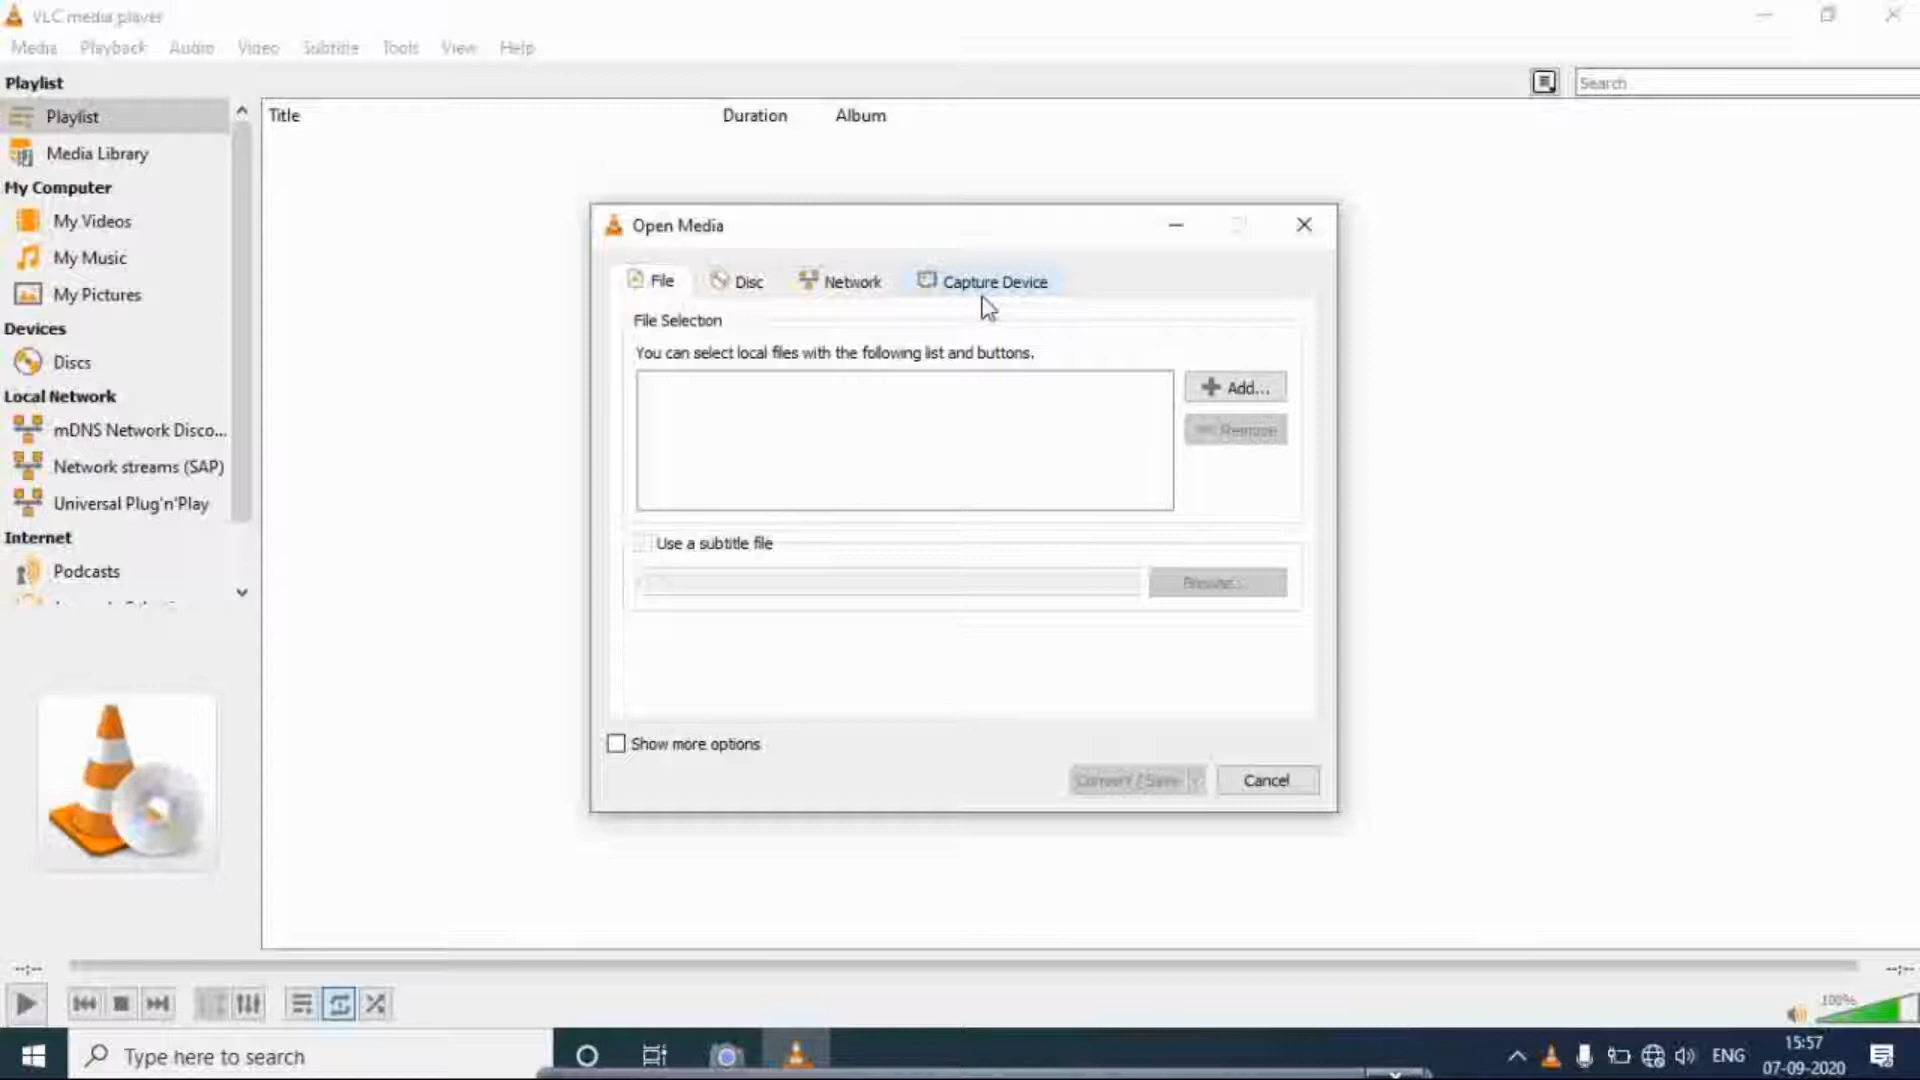 VLC media player
Media Playback Audio Video Subtitle Tools View Help
Playlist
Search
Playlist
Media Library
My Computer
My Videos
My Music
My Pictures
Devices
Discs
Local Network
mDNS Network Disco...
Network streams (SAP)
Universal Plug'n'Play
Internet
Podcasts
Title Duration Album
Open Media
File Disc Network Capture Device
File Selection
You can select local files with the following list and buttons.
Add...
Remove
Use a subtitle file
Browse...
Show more options
Convert / Save Cancel
--:-- --:--
100%
Type here to search
ENG
15:57
07-09-2020